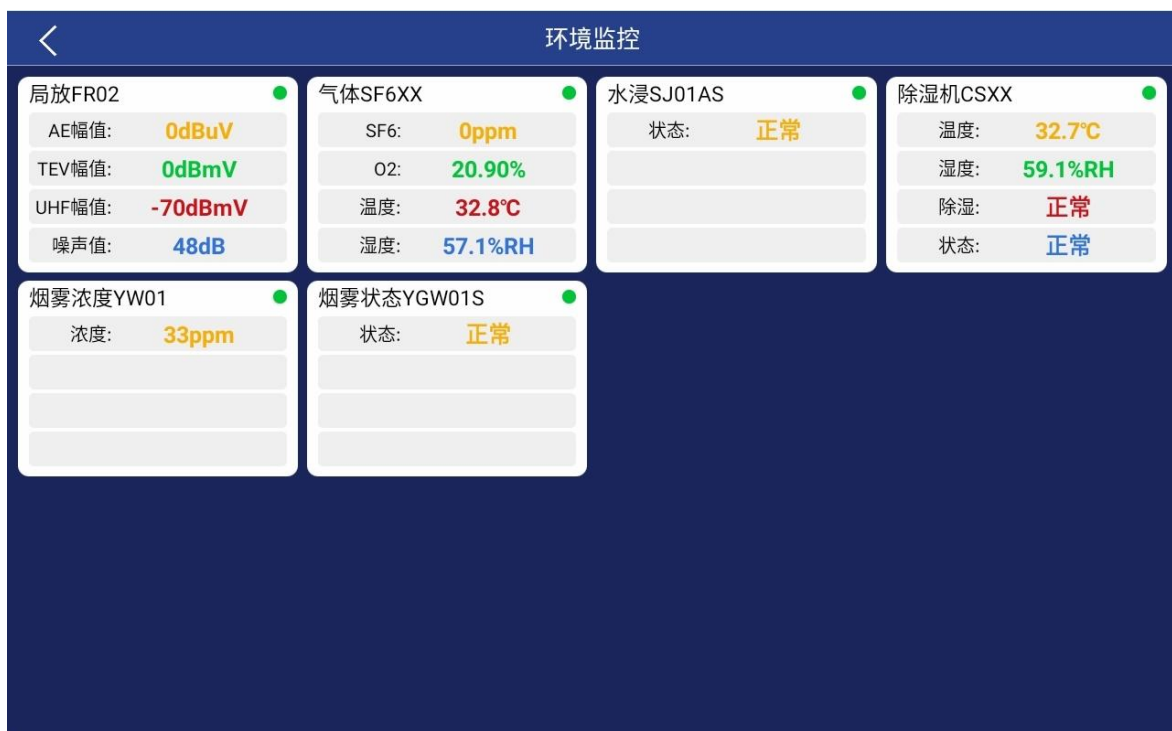 环境监控
局放FR02
AE幅值: 0dBuV
TEV幅值: 0dBmV
UHF幅值: -70dBmV
噪声值: 48dB
气体SF6XX
SF6: 0ppm
O2: 20.90%
温度: 32.8℃
湿度: 57.1%RH
水浸SJ01AS
状态: 正常
除湿机CSXX
温度: 32.7℃
湿度: 59.1%RH
除湿: 正常
状态: 正常
烟雾浓度YW01
浓度: 33ppm
烟雾状态YGW01S
状态: 正常